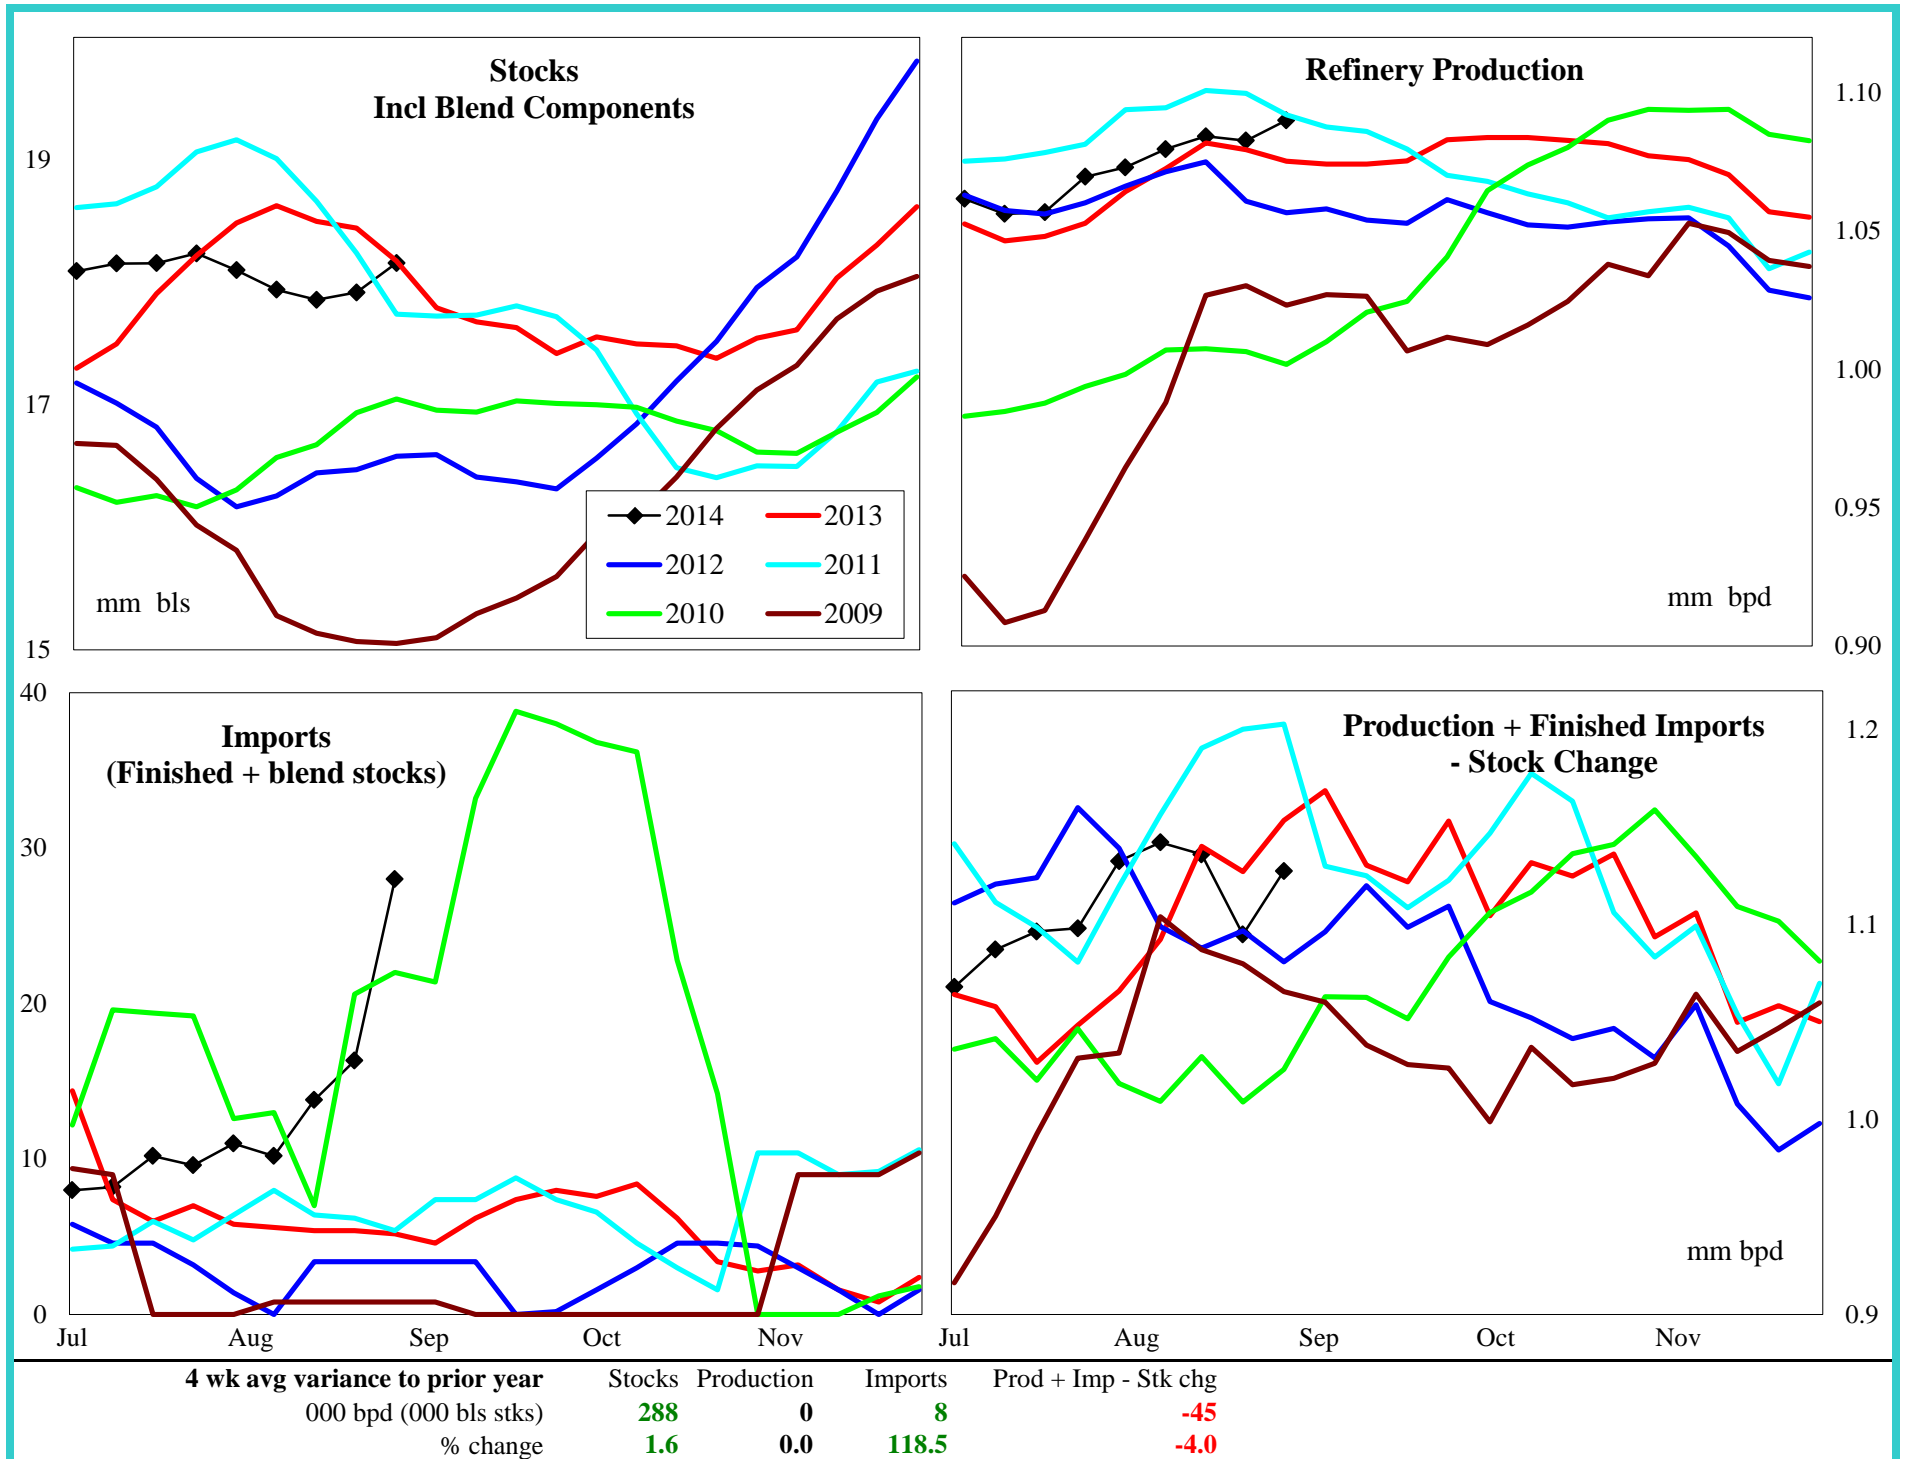 Stocks
Incl Blend Components
19
17
15
mm bls
2014 2013
2012 2011
2010 2009
Refinery Production
1.10
1.05
1.00
0.95
0.90
mm bpd
Imports
(Finished + blend stocks)
40
30
20
10
0
Jul Aug Sep Oct Nov
Production + Finished Imports
- Stock Change
1.2
1.1
1.0
0.9
mm bpd
Jul Aug Sep Oct Nov
4 wk avg variance to prior year Stocks Production Imports Prod + Imp - Stk chg
000 bpd (000 bls stks) 288 0 8 -45
% change 1.6 0.0 118.5 -4.0